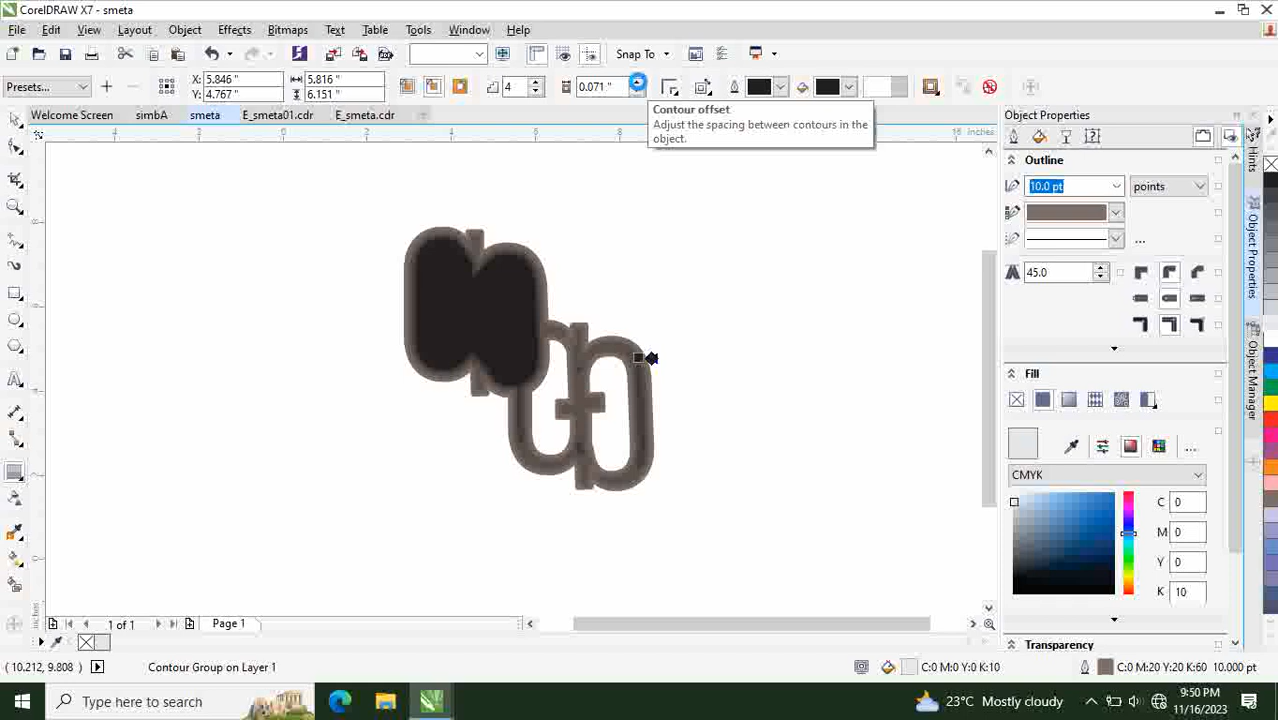 CorelDRAW X7 - smeta
File Edit View Layout Object Effects Bitmaps Text Table Tools Window Help
Snap To
Presets... X: 5.846 " 5.816 " 4 0.071 "
Y: 4.767 " 6.151 "
Welcome Screen simbA smeta E_smeta01.cdr E_smeta.cdr
Contour offset
Adjust the spacing between contours in the
object.
4 4 8 16 inches
Object Properties
Outline
10.0 pt points
45.0
Fill
CMYK
C 0
M 0
Y 0
K 10
Transparency
Hints
Object Properties
Object Manager
1 of 1 Page 1
( 10.212, 9.808 ) Contour Group on Layer 1 C:0 M:0 Y:0 K:10 C:0 M:20 Y:20 K:60 10.000 pt
Type here to search 23°C Mostly cloudy 9:50 PM
11/16/2023